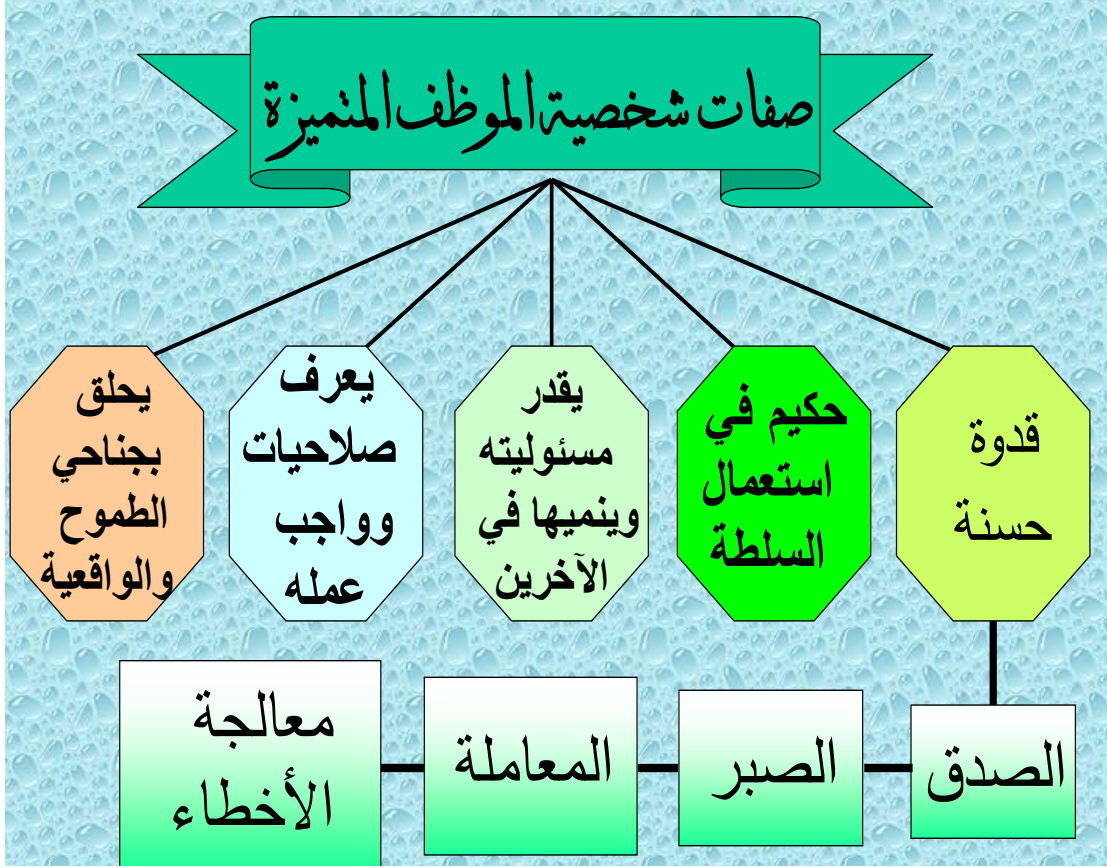 صفات شخصية الموظف المتميزة
قدوة
حسنة
حكيم في
استعمال
السلطة
يقدر
مسئوليته
وينميها في
الآخرين
يعرف
صلاحيات
وواجب
عمله
يحلق
بجناحي
الطموح
والواقعية
الصدق
الصبر
المعاملة
معالجة
الأخطاء